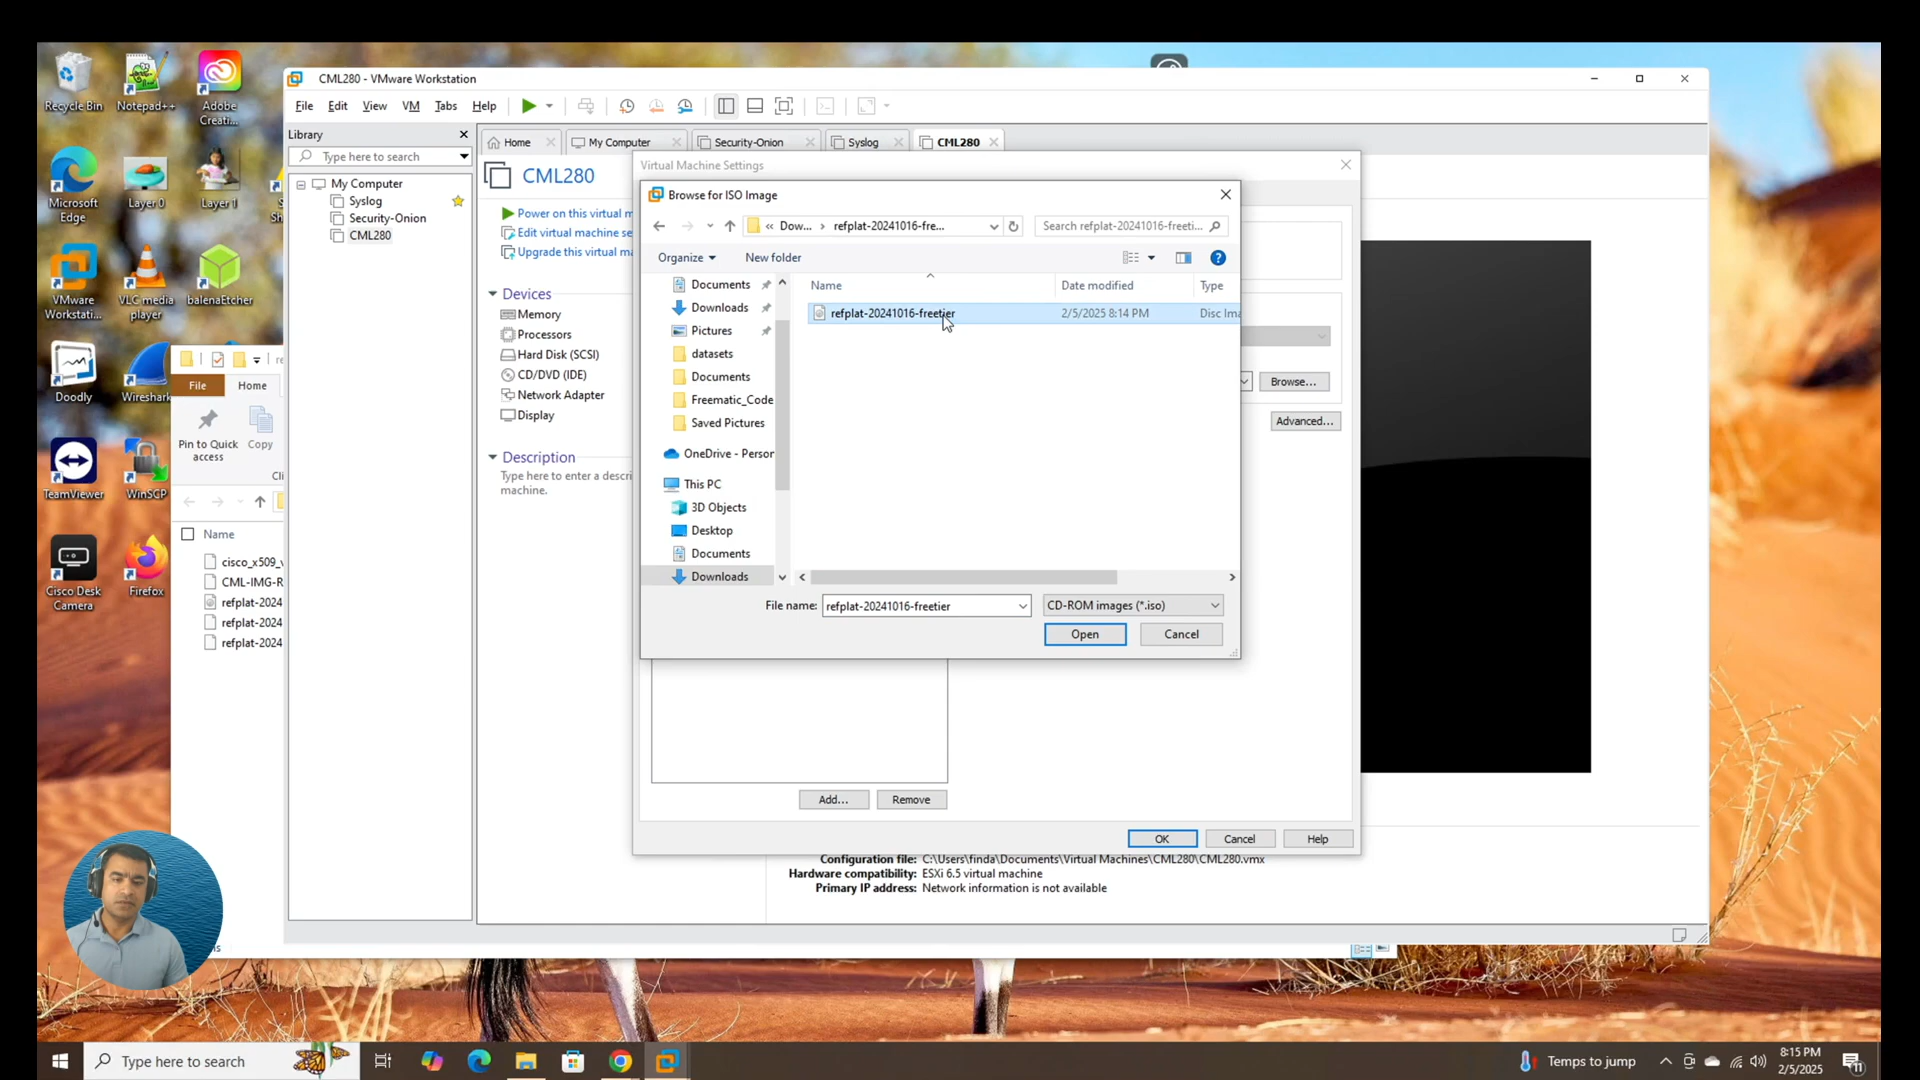 Recycle Bin
Notepad++
Adobe
Creati...
Microsoft
Edge
Layer 0
Layer 1
VMware
Workstati...
VLC media
player
balenaEtcher
Doodly
Wireshark
TeamViewer
WinSCP
Cisco Desk
Camera
Firefox
File
Home
Pin to Quick
access
Copy
Name
CML-IMG-R
refplat-2024
refplat-2024
refplat-2024
CML280 - VMware Workstation
File Edit View VM Tabs Help
Library
Type here to search
My Computer
Syslog
Security-Onion
CML280
Home
My Computer
Security-Onion
Syslog
CML280
CML280
Power on this virtual m
Edit virtual machine se
Upgrade this virtual ma
Devices
Memory
Processors
Hard Disk (SCSI)
CD/DVD (IDE)
Network Adapter
Display
Description
Type here to enter a descri
machine.
Virtual Machine Settings
Browse for ISO Image
« Dow... › refplat-20241016-fre...
Search refplat-20241016-freeti...
Organize
New folder
Documents
Downloads
Pictures
datasets
Documents
Freematic_Code
Saved Pictures
OneDrive - Person
This PC
3D Objects
Desktop
Documents
Downloads
Name Date modified Type
refplat-20241016-freetier 2/5/2025 8:14 PM Disc Ima
File name: refplat-20241016-freetier
CD-ROM images (*.iso)
Open
Cancel
Browse...
Advanced...
Add...
Remove
OK
Cancel
Help
Configuration file: C:\Users\finda\Documents\Virtual Machines\CML280\CML280.vmx
Hardware compatibility: ESXi 6.5 virtual machine
Primary IP address: Network information is not available
Type here to search
Temps to jump
8:15 PM
2/5/2025